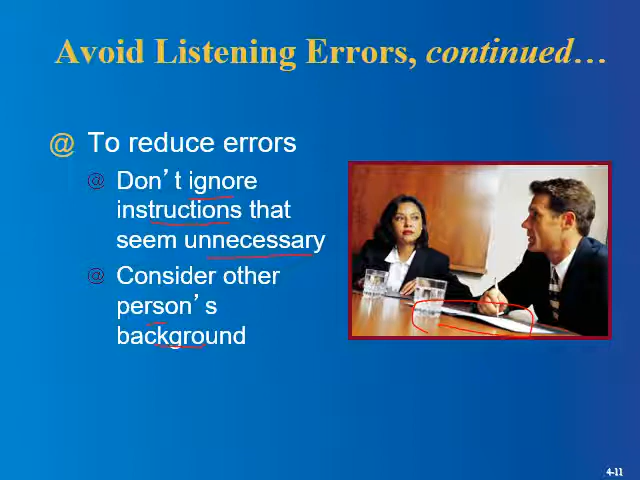 Avoid Listening Errors, continued…
@ To reduce errors
@ Don’t ignore
instructions that
seem unnecessary
@ Consider other
person’s
background
4-11